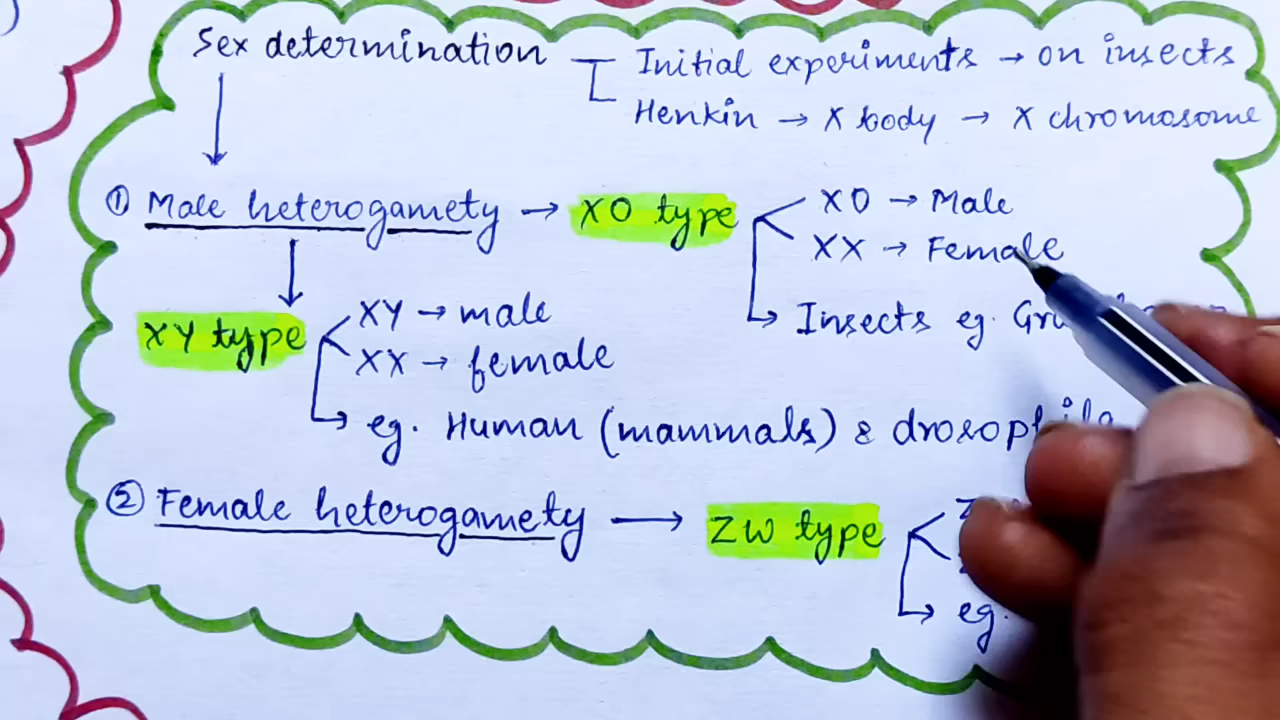 Sex determination
Initial experiments → on insects
Henkin → X body → X chromosome
① Male heterogamety → XO type
XO → Male
XX → Female
Insects eg.
XY type
XY → male
XX → female
eg. Human (mammals) &
② Female heterogamety → ZW type
eg.